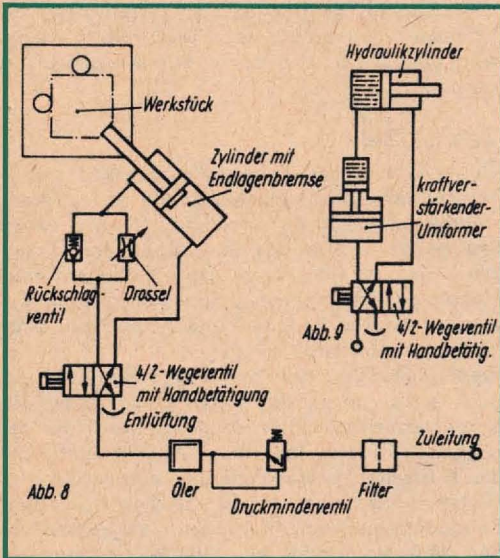 Werkstück
Zylinder mit
Endlagenbremse
Rückschlag-
ventil
Drossel
4/2-Wegeventil
mit Handbetätigung
Entlüftung
Öler
Druckminderventil
Filter
Zuleitung
Abb. 8
Hydraulikzylinder
kraftver-
stärkender-
Umformer
4/2-Wegeventil
mit Handbetätig.
Abb. 9